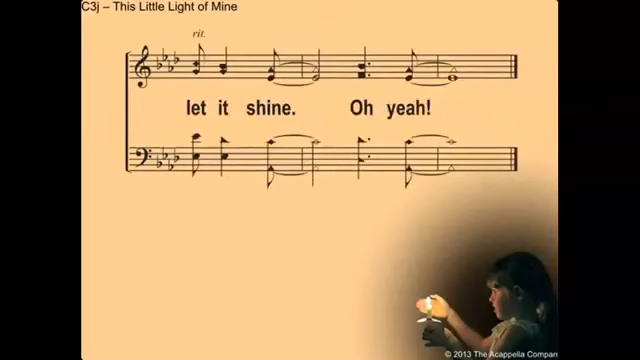 C3j – This Little Light of Mine
rit.
let it shine. Oh yeah!
© 2013 The Acappella Compan